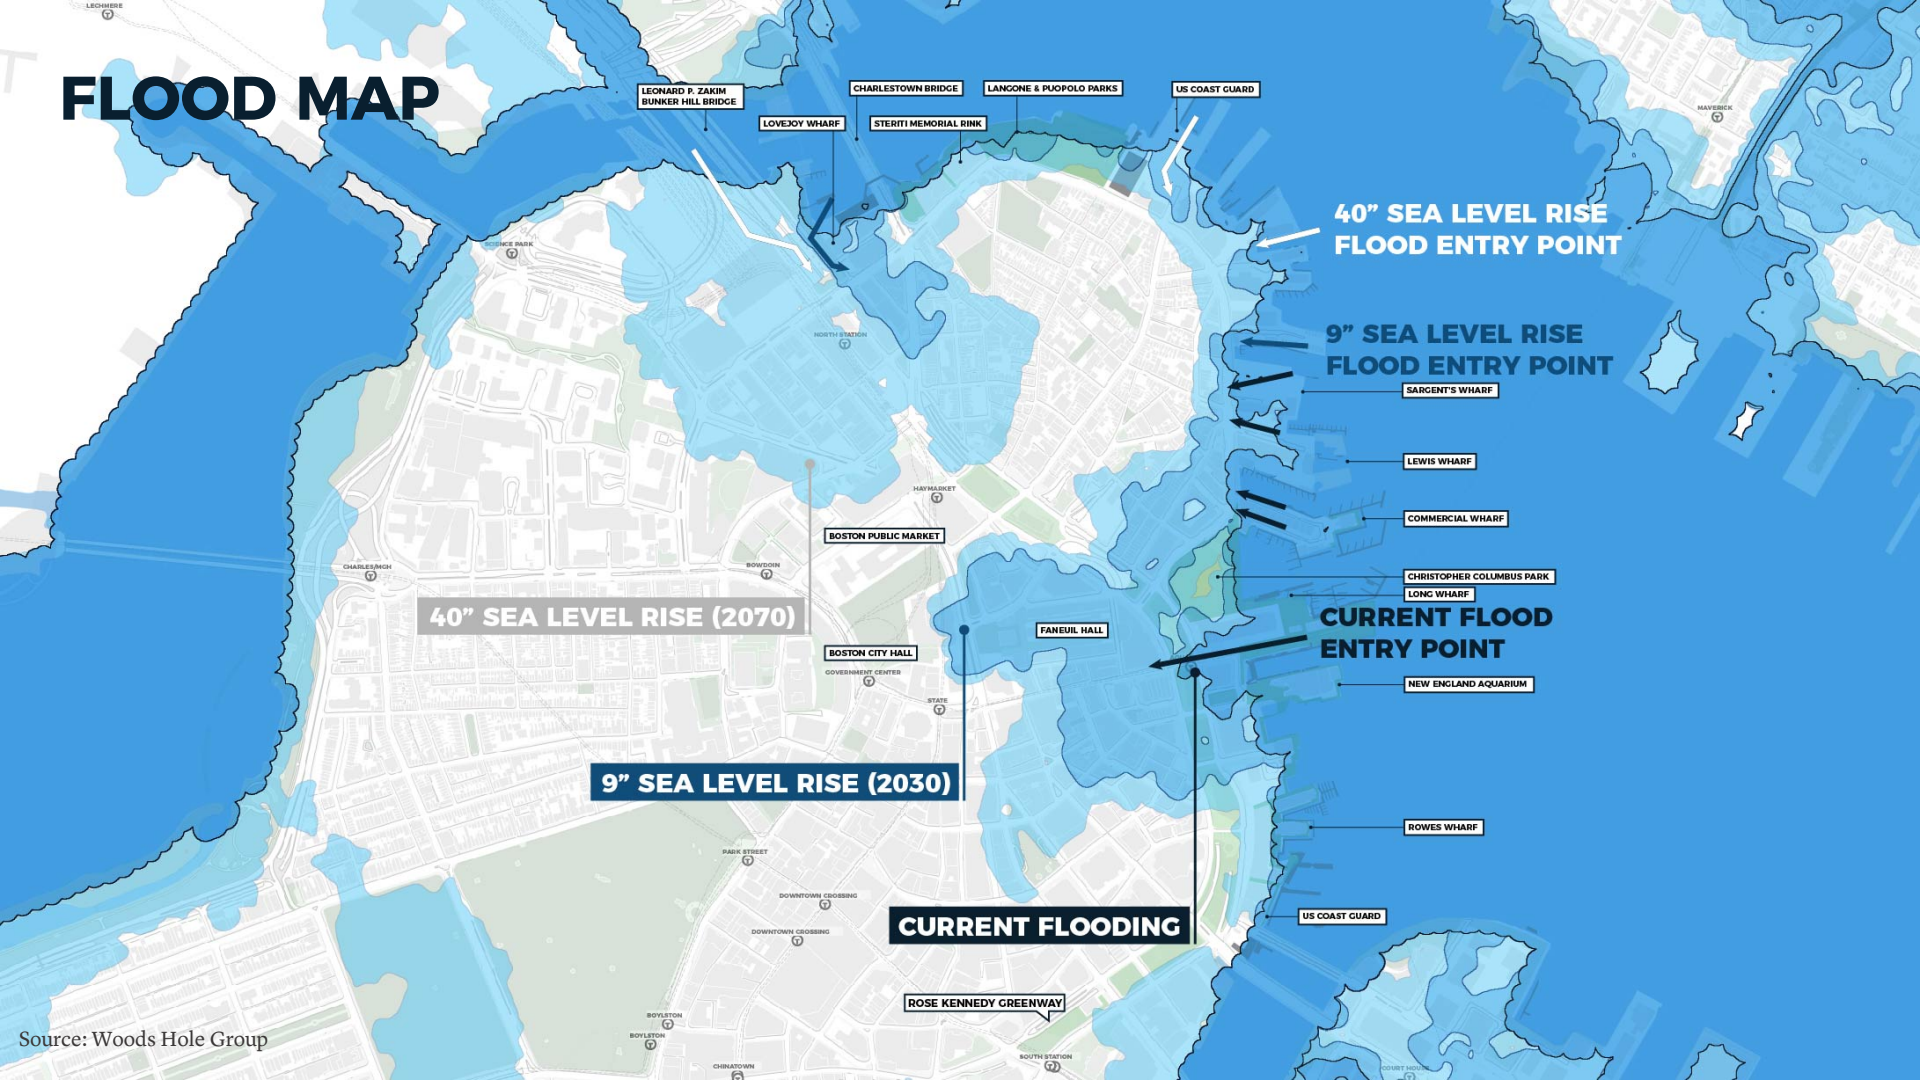 LECHMERE
FLOOD MAP
LEONARD P. ZAKIM
BUNKER HILL BRIDGE
CHARLESTOWN BRIDGE
LANGONE & PUOPOLO PARKS
US COAST GUARD
LOVEJOY WHARF
STERITI MEMORIAL RINK
MAVERICK
40” SEA LEVEL RISE
FLOOD ENTRY POINT
SCIENCE PARK
NORTH STATION
9” SEA LEVEL RISE
FLOOD ENTRY POINT
SARGENT'S WHARF
LEWIS WHARF
HAYMARKET
COMMERCIAL WHARF
BOSTON PUBLIC MARKET
CHARLES/MGH
BOWDOIN
CHRISTOPHER COLUMBUS PARK
LONG WHARF
40” SEA LEVEL RISE (2070)
FANEUIL HALL
CURRENT FLOOD
ENTRY POINT
BOSTON CITY HALL
GOVERNMENT CENTER
NEW ENGLAND AQUARIUM
STATE
9” SEA LEVEL RISE (2030)
ROWES WHARF
PARK STREET
DOWNTOWN CROSSING
US COAST GUARD
CURRENT FLOODING
DOWNTOWN CROSSING
ROSE KENNEDY GREENWAY
BOYLSTON
BOYLSTON
Source: Woods Hole Group
SOUTH STATION
CHINATOWN
COURT HOUSE